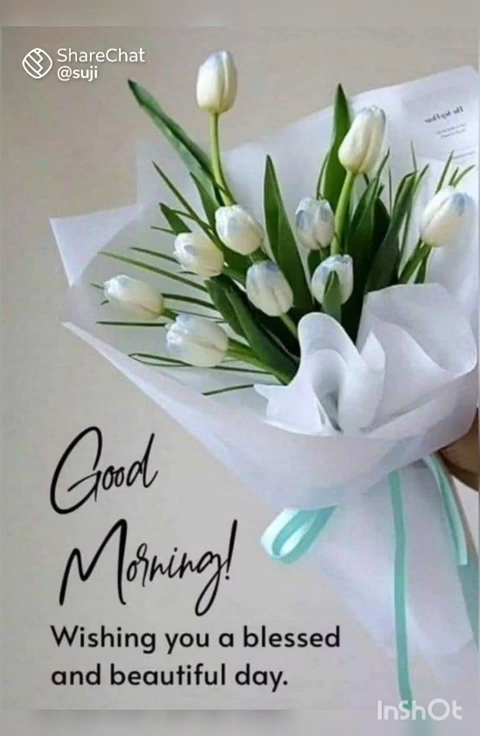 ShareChat
@suji
Good
Morning!
Wishing you a blessed
and beautiful day.
InShOt